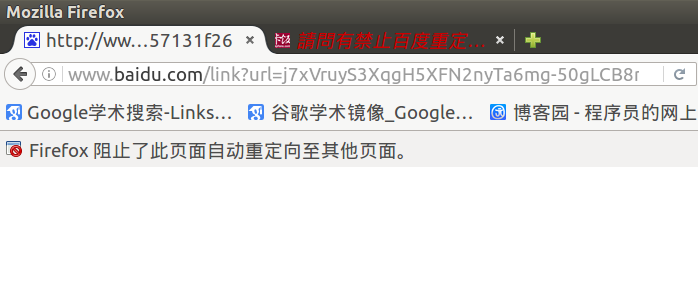 Mozilla Firefox
http://ww...57131f26
請問有禁止百度重定...
www.baidu.com/link?url=j7xVruyS3XqgH5XFN2nyTa6mg-50gLCB8r
Google学术搜索-Links...
谷歌学术镜像_Google...
博客园 - 程序员的网上
Firefox 阻止了此页面自动重定向至其他页面。